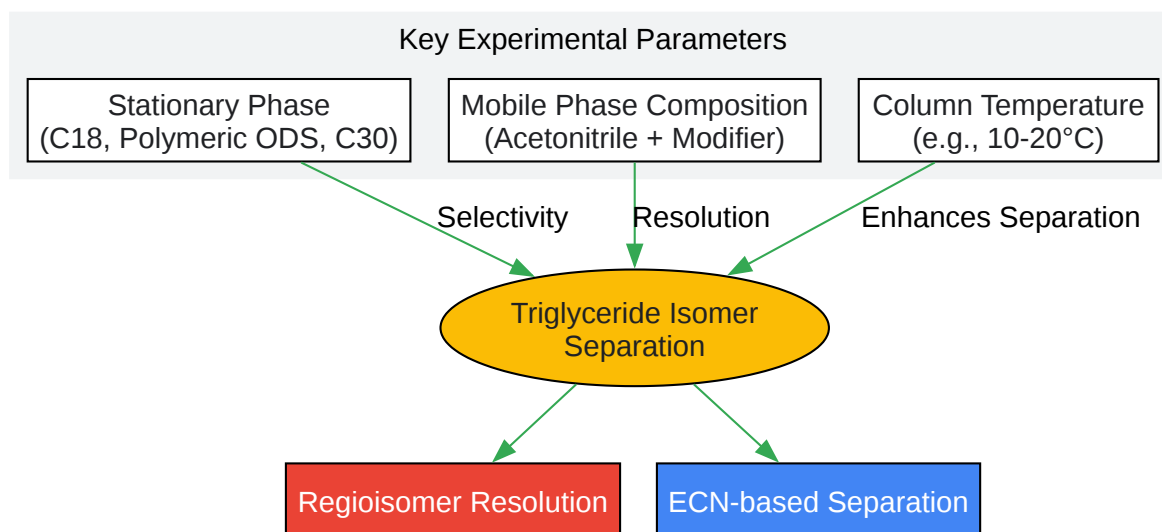 Key Experimental Parameters
Stationary Phase
(C18, Polymeric ODS, C30)
Mobile Phase Composition
(Acetonitrile + Modifier)
Column Temperature
(e.g., 10-20°C)
Selectivity
Resolution
Enhances Separation
Triglyceride Isomer
Separation
Regioisomer Resolution
ECN-based Separation